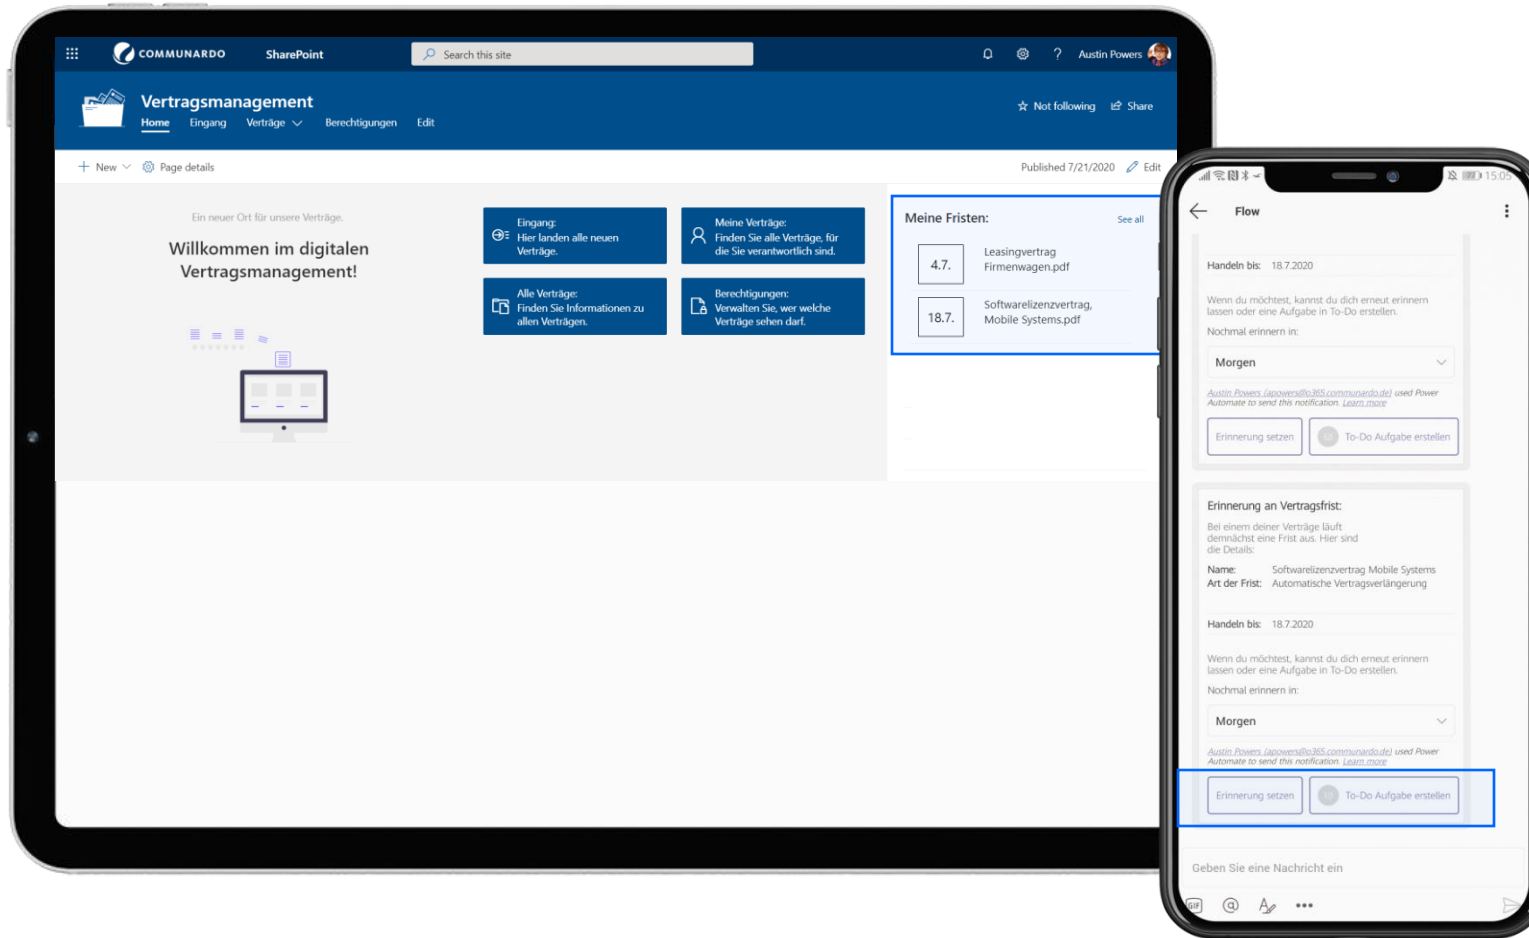 COMMUNARDO SharePoint Search this site ? Austin Powers
Vertragsmanagement
Home Eingang Verträge Berechtigungen Edit
Not following Share
New Page details
Published 7/21/2020 Edit
Ein neuer Ort für unsere Verträge.
Willkommen im digitalen
Vertragsmanagement!
Eingang:
Hier landen alle neuen
Verträge.
Meine Verträge:
Finden Sie alle Verträge, für
die Sie verantwortlich sind.
Alle Verträge:
Finden Sie Informationen zu
allen Verträgen.
Berechtigungen:
Verwalten Sie, wer welche
Verträge sehen darf.
Meine Fristen: See all
4.7.
Leasingvertrag
Firmenwagen.pdf
18.7.
Softwarelizenzvertrag,
Mobile Systems.pdf
15:05
Flow
Handeln bis: 18.7.2020
Wenn du möchtest, kannst du dich erneut erinnern
lassen oder eine Aufgabe in To-Do erstellen.
Nochmal erinnern in:
Morgen
Austin Powers (apowers@o365.communardo.de) used Power
Automate to send this notification. Learn more
Erinnerung setzen To-Do Aufgabe erstellen
Erinnerung an Vertragsfrist:
Bei einem deiner Verträge läuft
demnächst eine Frist aus. Hier sind
die Details:
Name: Softwarelizenzvertrag Mobile Systems
Art der Frist: Automatische Vertragsverlängerung
Handeln bis: 18.7.2020
Wenn du möchtest, kannst du dich erneut erinnern
lassen oder eine Aufgabe in To-Do erstellen.
Nochmal erinnern in:
Morgen
Austin Powers (apowers@o365.communardo.de) used Power
Automate to send this notification. Learn more
Erinnerung setzen To-Do Aufgabe erstellen
Geben Sie eine Nachricht ein
GIF @